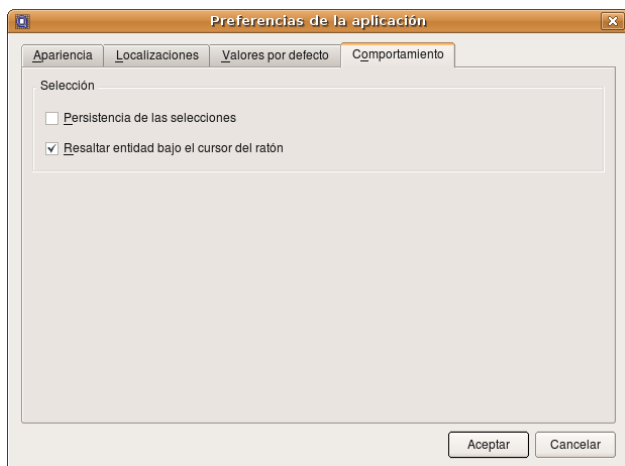 Preferencias de la aplicación
Apariencia Localizaciones Valores por defecto Comportamiento
Selección
Persistencia de las selecciones
Resaltar entidad bajo el cursor del ratón
Aceptar Cancelar